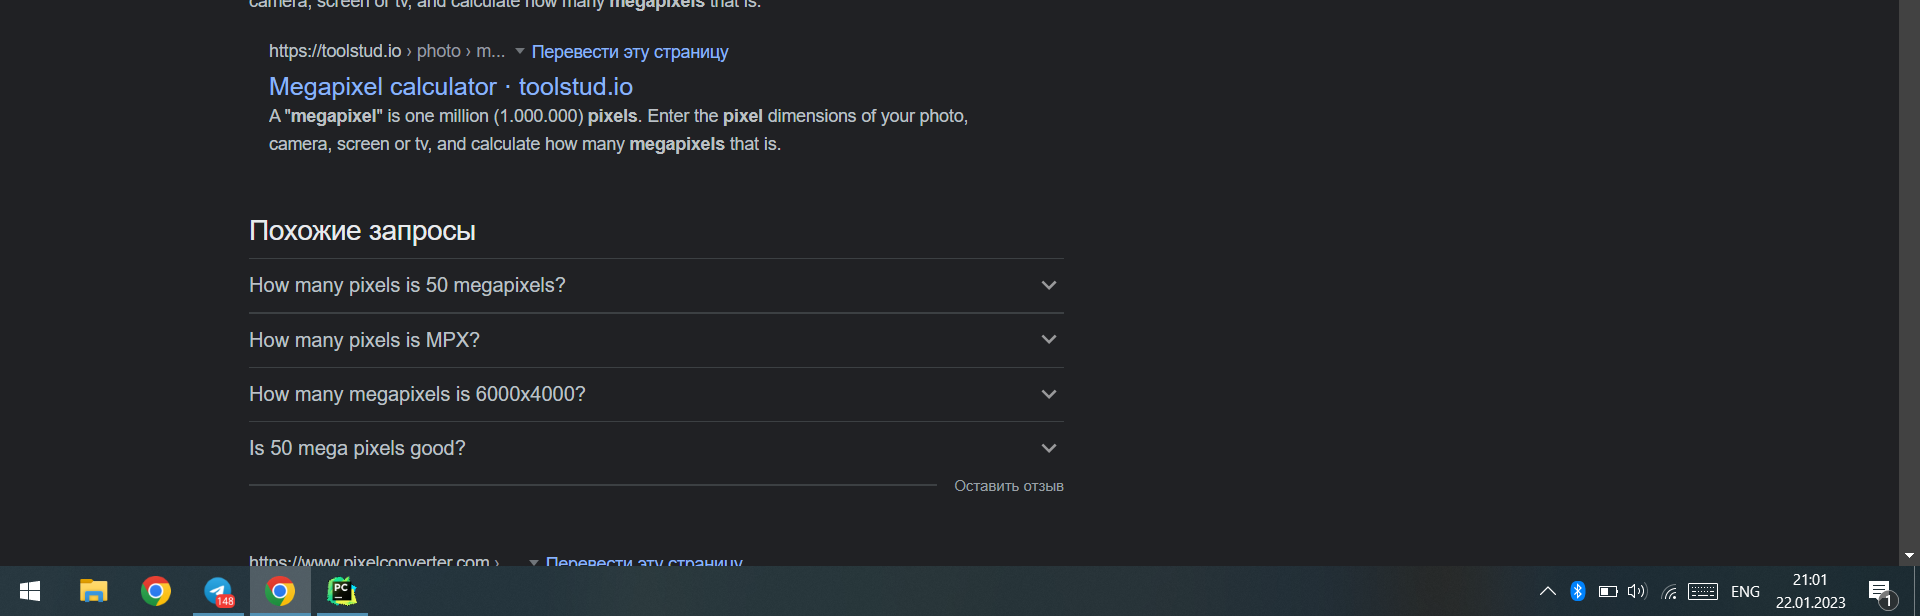 camera, screen or tv, and calculate how many megapixels that is.
https://toolstud.io › photo › m... Перевести эту страницу
Megapixel calculator · toolstud.io
A "megapixel" is one million (1.000.000) pixels. Enter the pixel dimensions of your photo,
camera, screen or tv, and calculate how many megapixels that is.
Похожие запросы
How many pixels is 50 megapixels?
How many pixels is MPX?
How many megapixels is 6000x4000?
Is 50 mega pixels good?
Оставить отзыв
https://www.pixelconverter.com › Перевести эту страницу
148
PC
ENG
21:01
22.01.2023
1